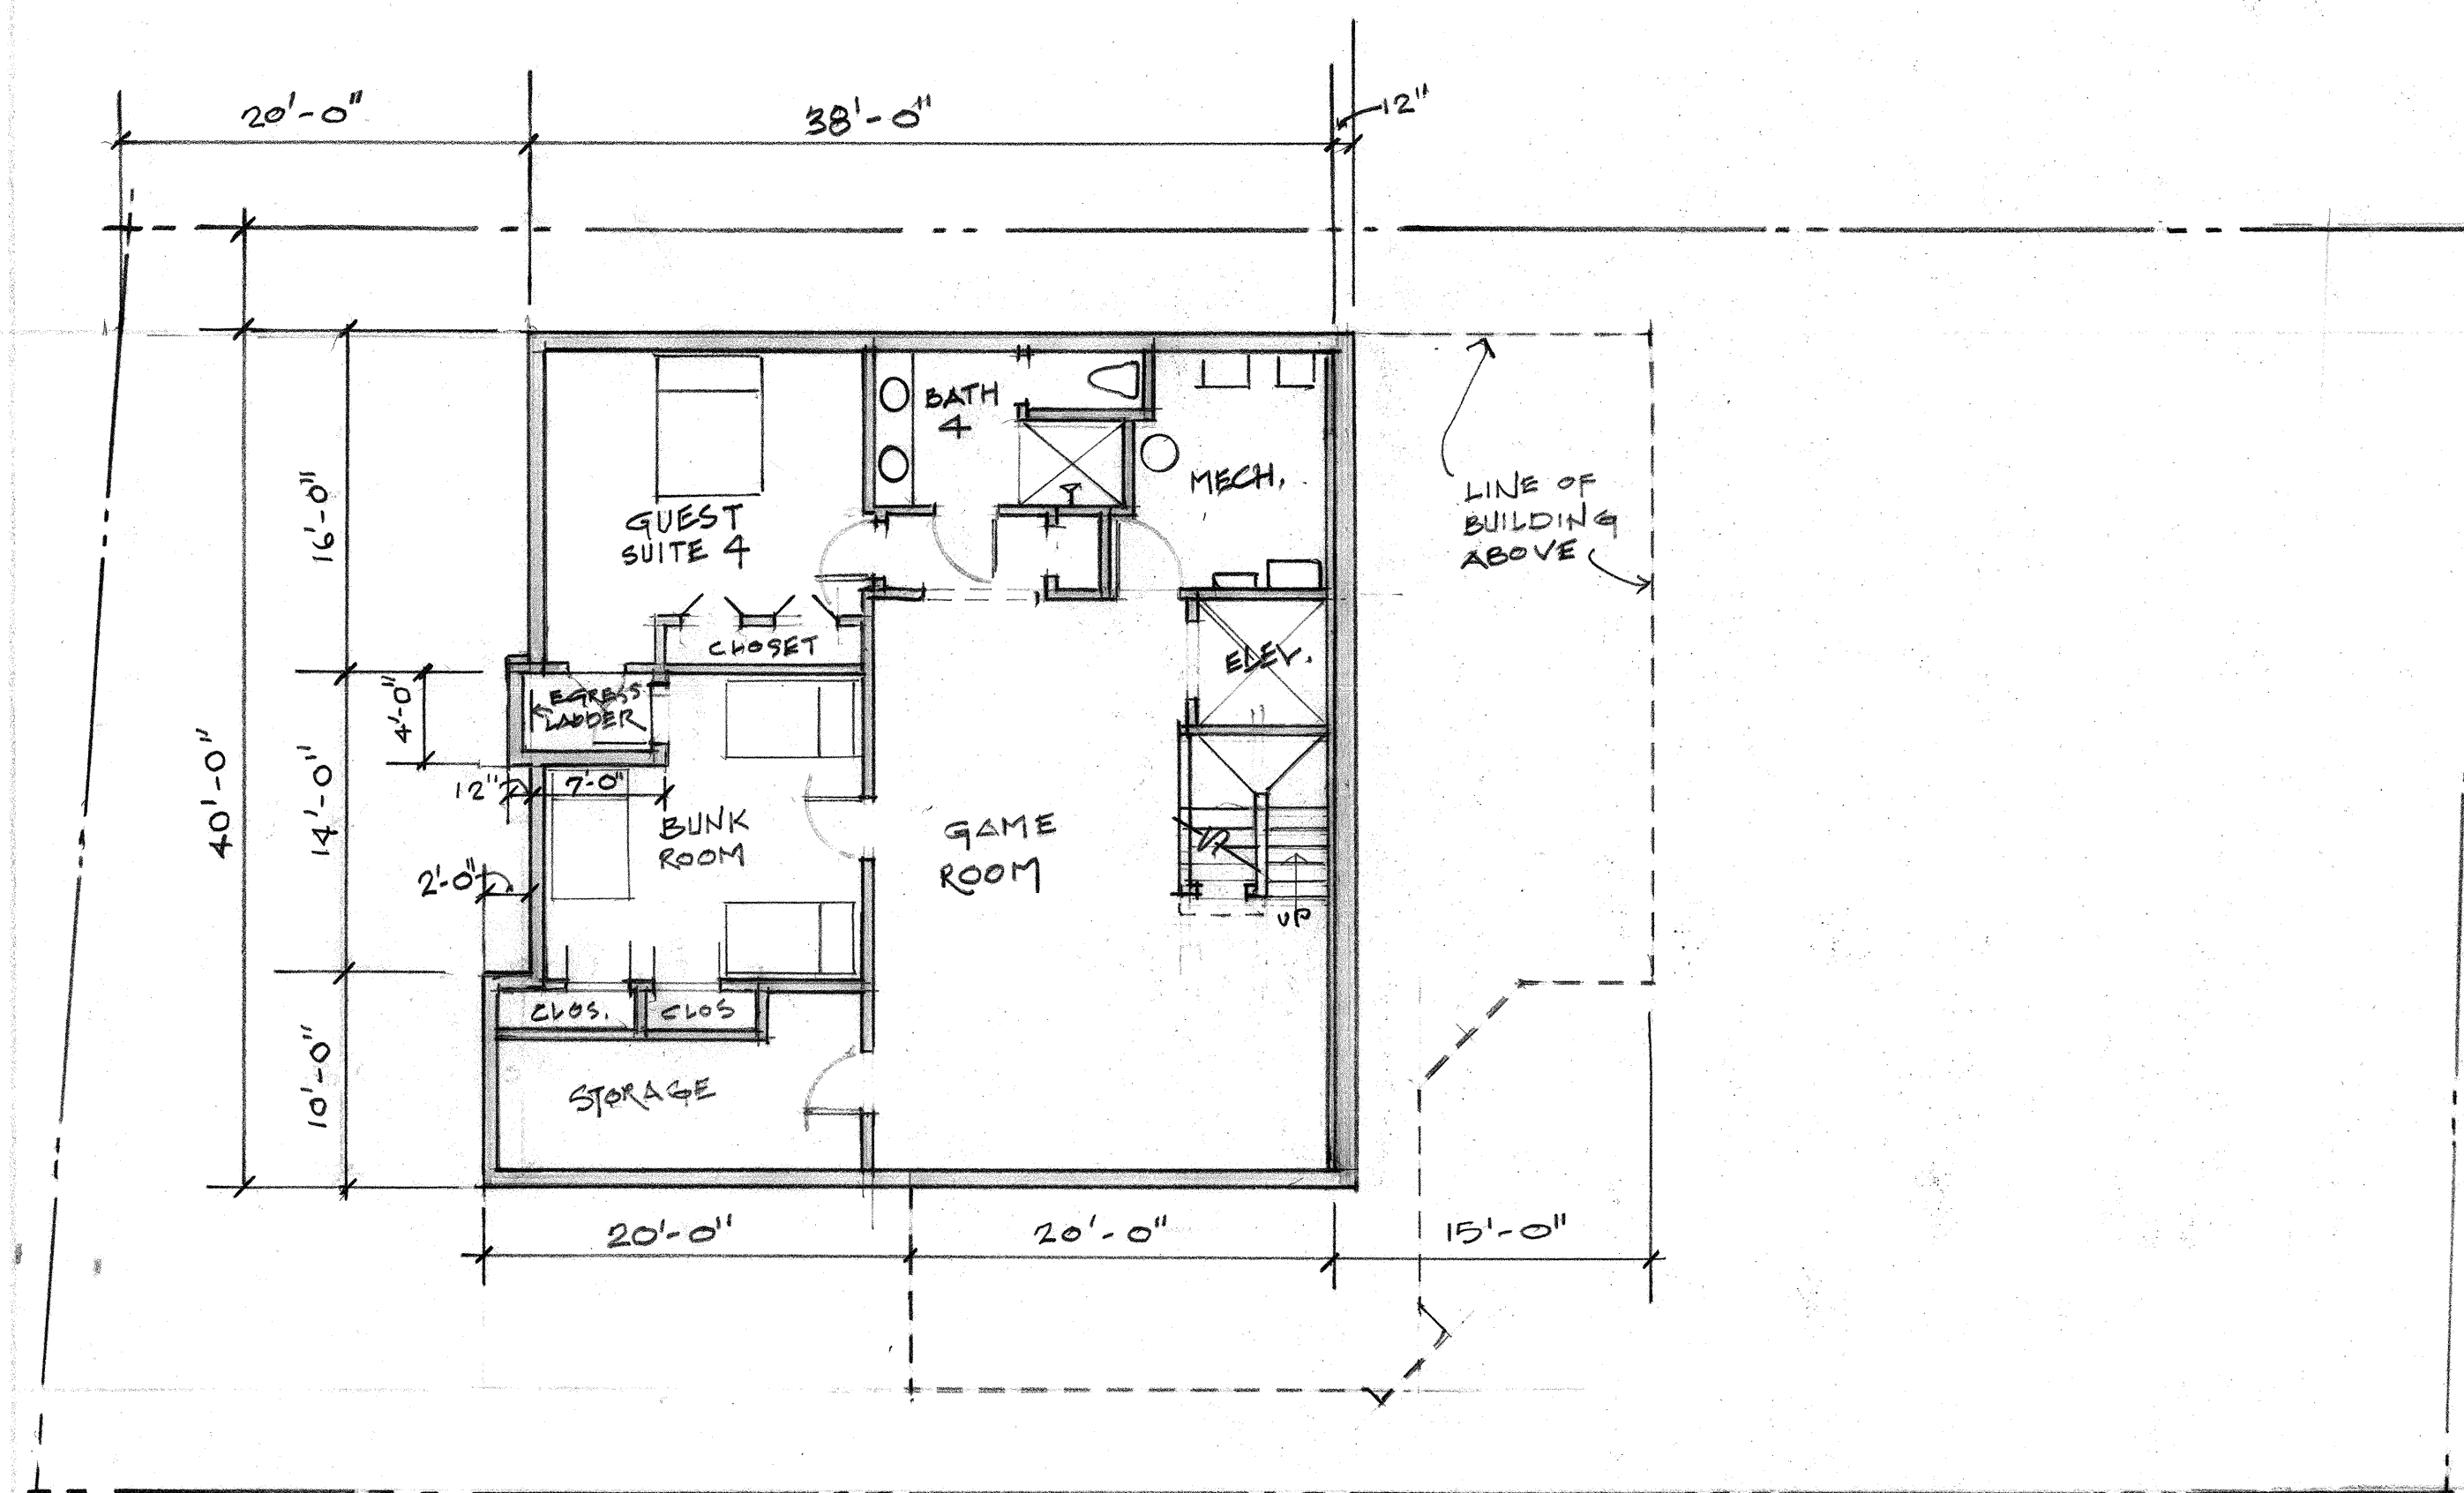 20'-0"
38'-0"
12"
BATH
4
MECH.
GUEST
SUITE 4
LINE OF
BUILDING
ABOVE
16'-0"
CLOSET
ELEV.
EGRESS
LADDER
4'-0"
12"
7'-0"
40'-0"
14'-0"
BUNK
ROOM
GAME
ROOM
2'-0"
UP
CLOS.
CLOS
10'-0"
STORAGE
20'-0"
20'-0"
15'-0"